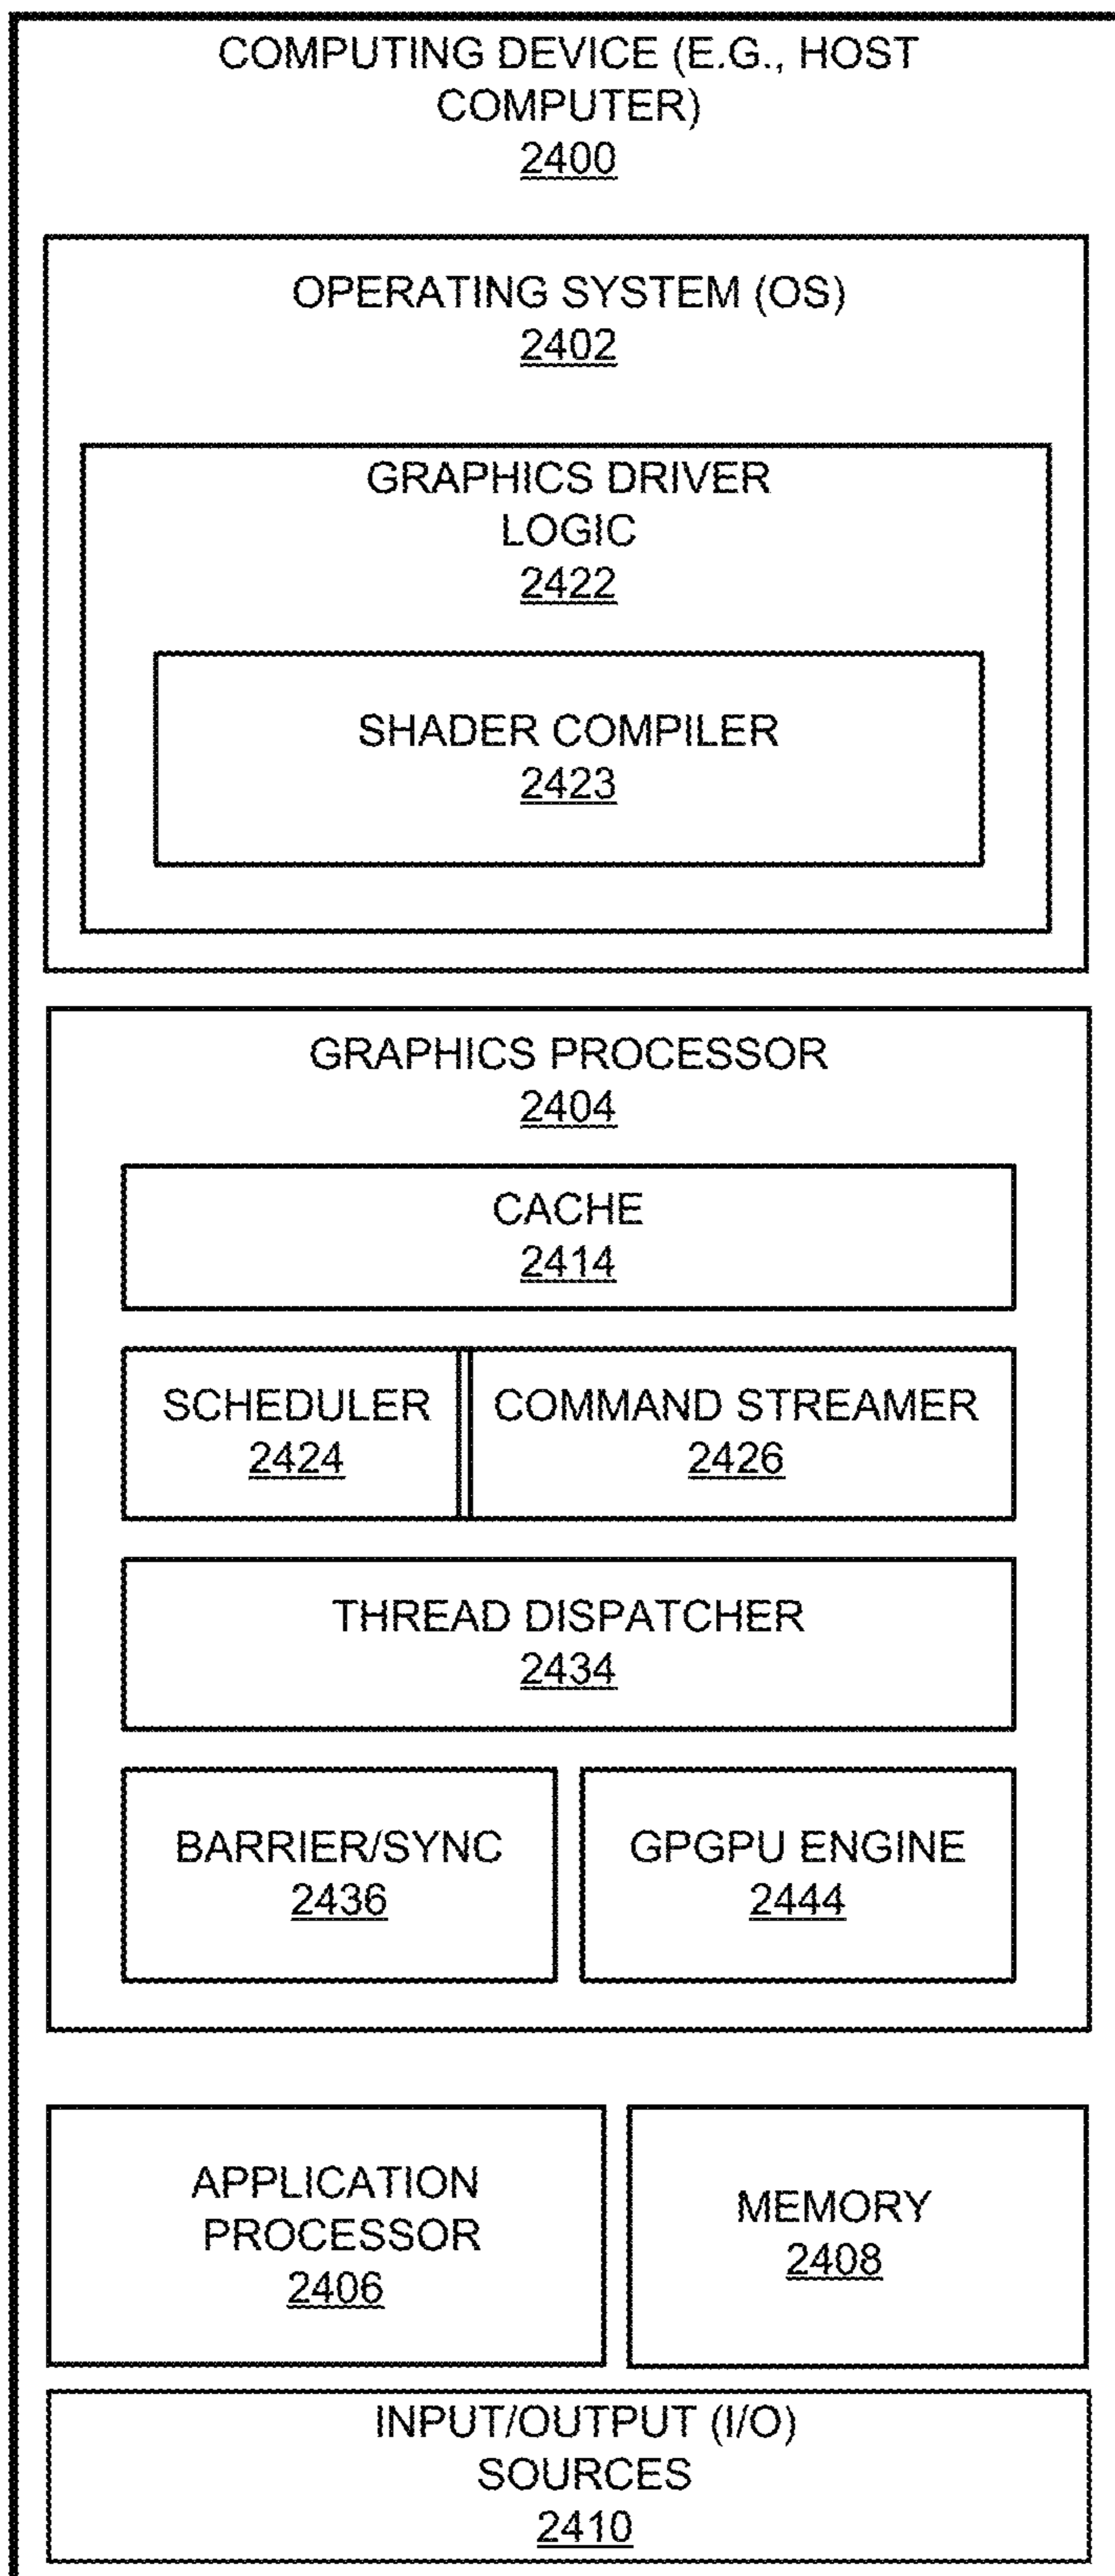 COMPUTING DEVICE (E.G., HOST
COMPUTER)
2400
OPERATING SYSTEM (OS)
2402
GRAPHICS DRIVER
LOGIC
2422
SHADER COMPILER
2423
GRAPHICS PROCESSOR
2404
CACHE
2414
SCHEDULER
2424
COMMAND STREAMER
2426
THREAD DISPATCHER
2434
BARRIER/SYNC
2436
GPGPU ENGINE
2444
APPLICATION
PROCESSOR
2406
MEMORY
2408
INPUT/OUTPUT (I/O)
SOURCES
2410